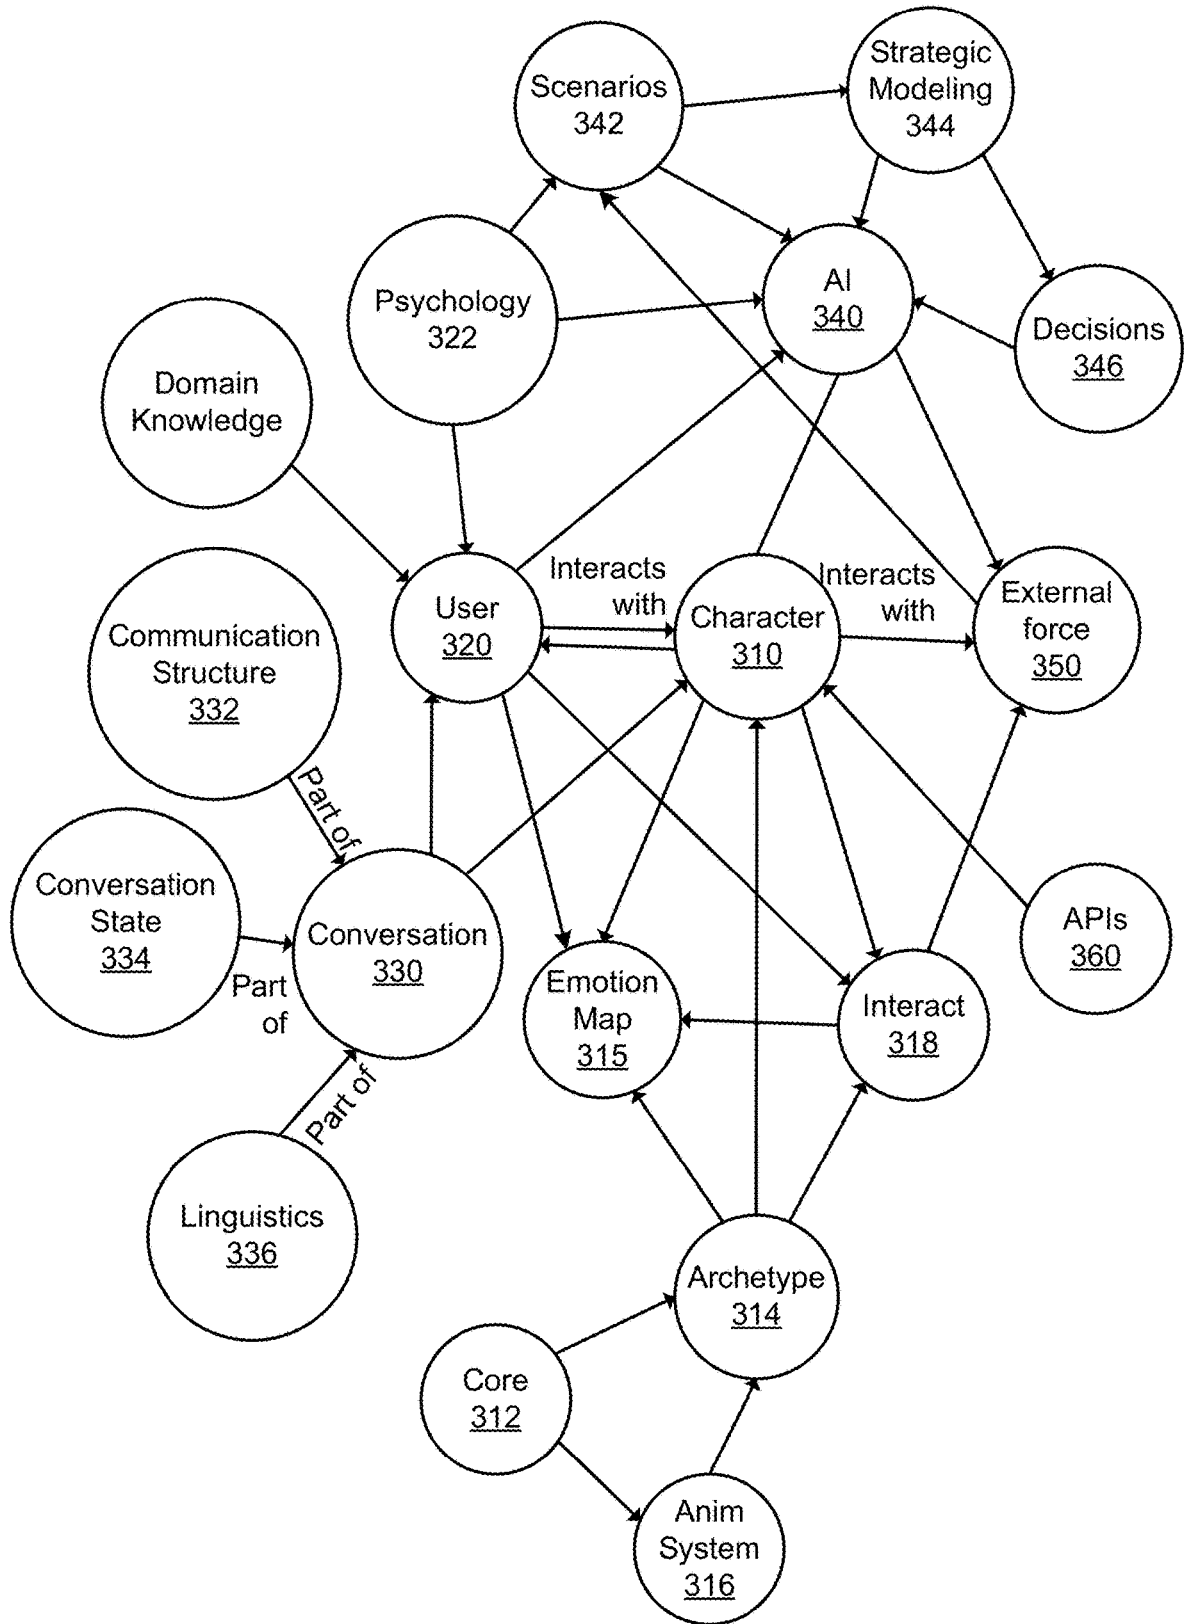 Strategic
Modeling
344
Scenarios
342
AI
340
Psychology
322
Decisions
346
Domain
Knowledge
Interacts
with
Interacts
with
External
force
350
User
320
Character
310
Communication
Structure
332
Part of
Conversation
State
334
Conversation
330
APIs
360
Part
of
Emotion
Map
315
Interact
318
Part of
Linguistics
336
Archetype
314
Core
312
Anim
System
316